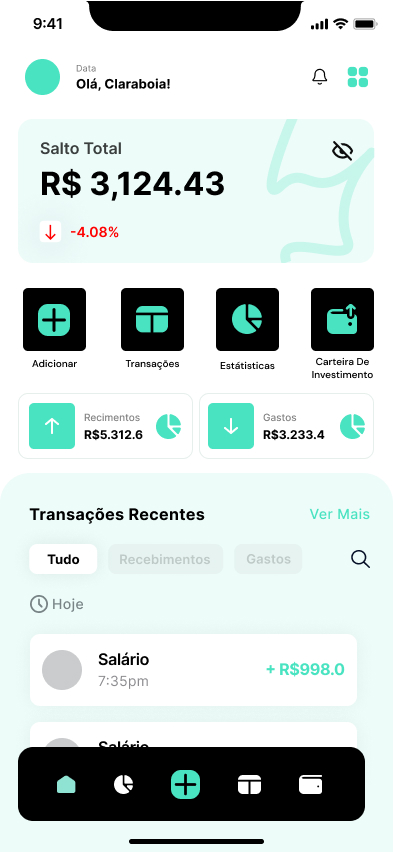 9:41
Data
Olá, Claraboia!
Salto Total
R$ 3,124.43
-4.08%
Adicionar
Transações
Estátisticas
Carteira De
Investimento
Recimentos
R$5.312.6
Gastos
R$3.233.4
Transações Recentes
Ver Mais
Tudo
Recebimentos
Gastos
Hoje
Salário
7:35pm
+ R$998.0
Salário